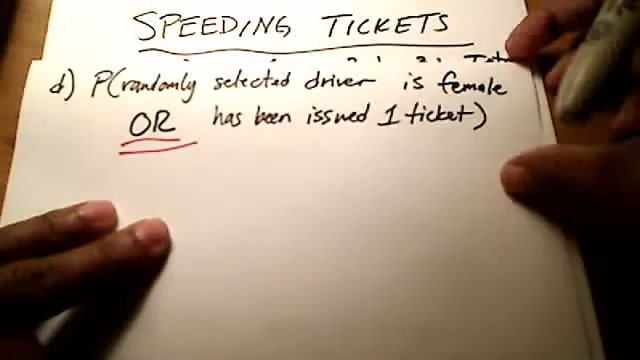 SPEEDING TICKETS
d) P(randomly selected driver is female
OR has been issued 1 ticket)